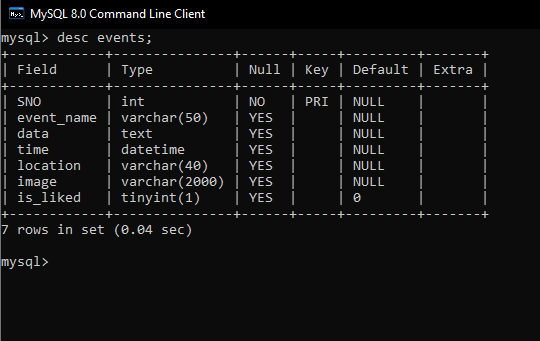 MySQL 8.0 Command Line Client
mysql> desc events;
+------------+---------------+------+-----+---------+-------+
| Field      | Type          | Null | Key | Default | Extra |
+------------+---------------+------+-----+---------+-------+
| SNO        | int           | NO   | PRI | NULL    |       |
| event_name | varchar(50)   | YES  |     | NULL    |       |
| data       | text          | YES  |     | NULL    |       |
| time       | datetime      | YES  |     | NULL    |       |
| location   | varchar(40)   | YES  |     | NULL    |       |
| image      | varchar(2000) | YES  |     | NULL    |       |
| is_liked   | tinyint(1)    | YES  |     | 0       |       |
+------------+---------------+------+-----+---------+-------+
7 rows in set (0.04 sec)
mysql>